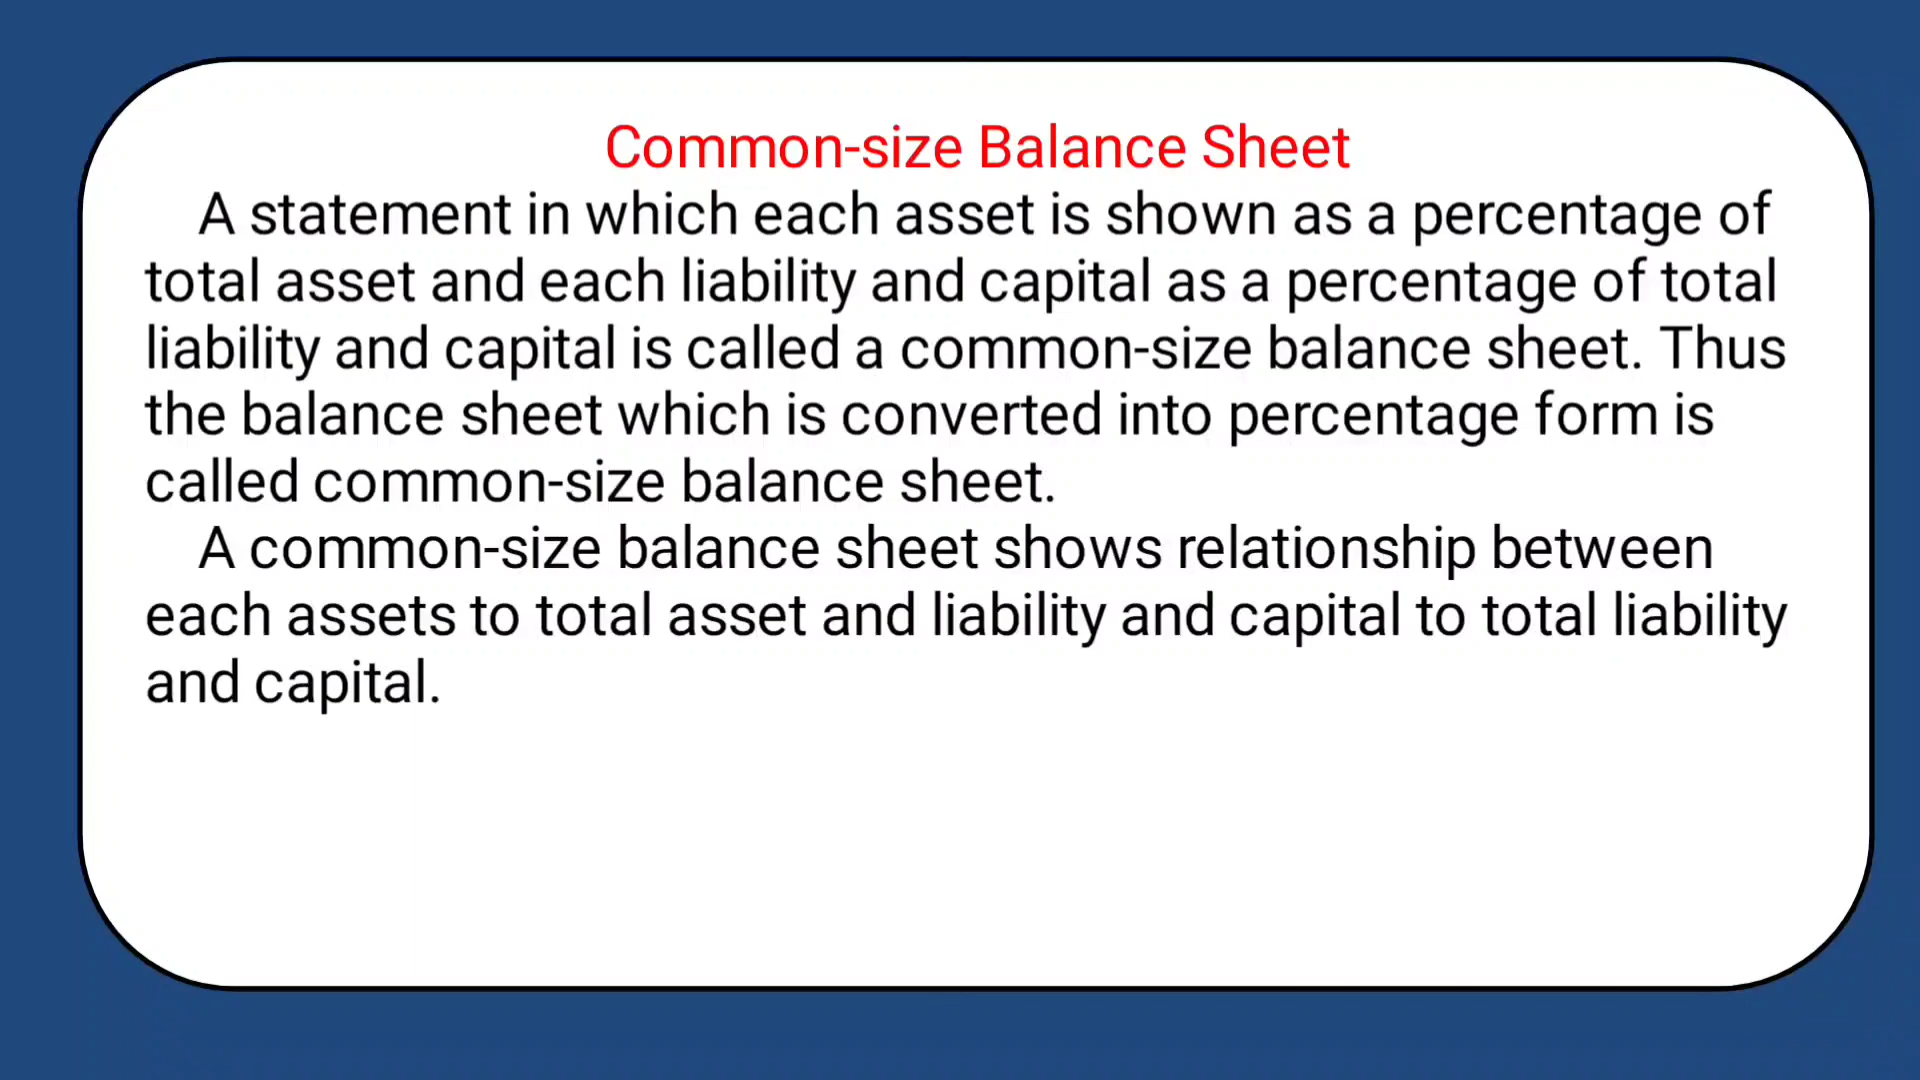 Common-size Balance Sheet
A statement in which each asset is shown as a percentage of
total asset and each liability and capital as a percentage of total
liability and capital is called a common-size balance sheet. Thus
the balance sheet which is converted into percentage form is
called common-size balance sheet.
A common-size balance sheet shows relationship between
each assets to total asset and liability and capital to total liability
and capital.